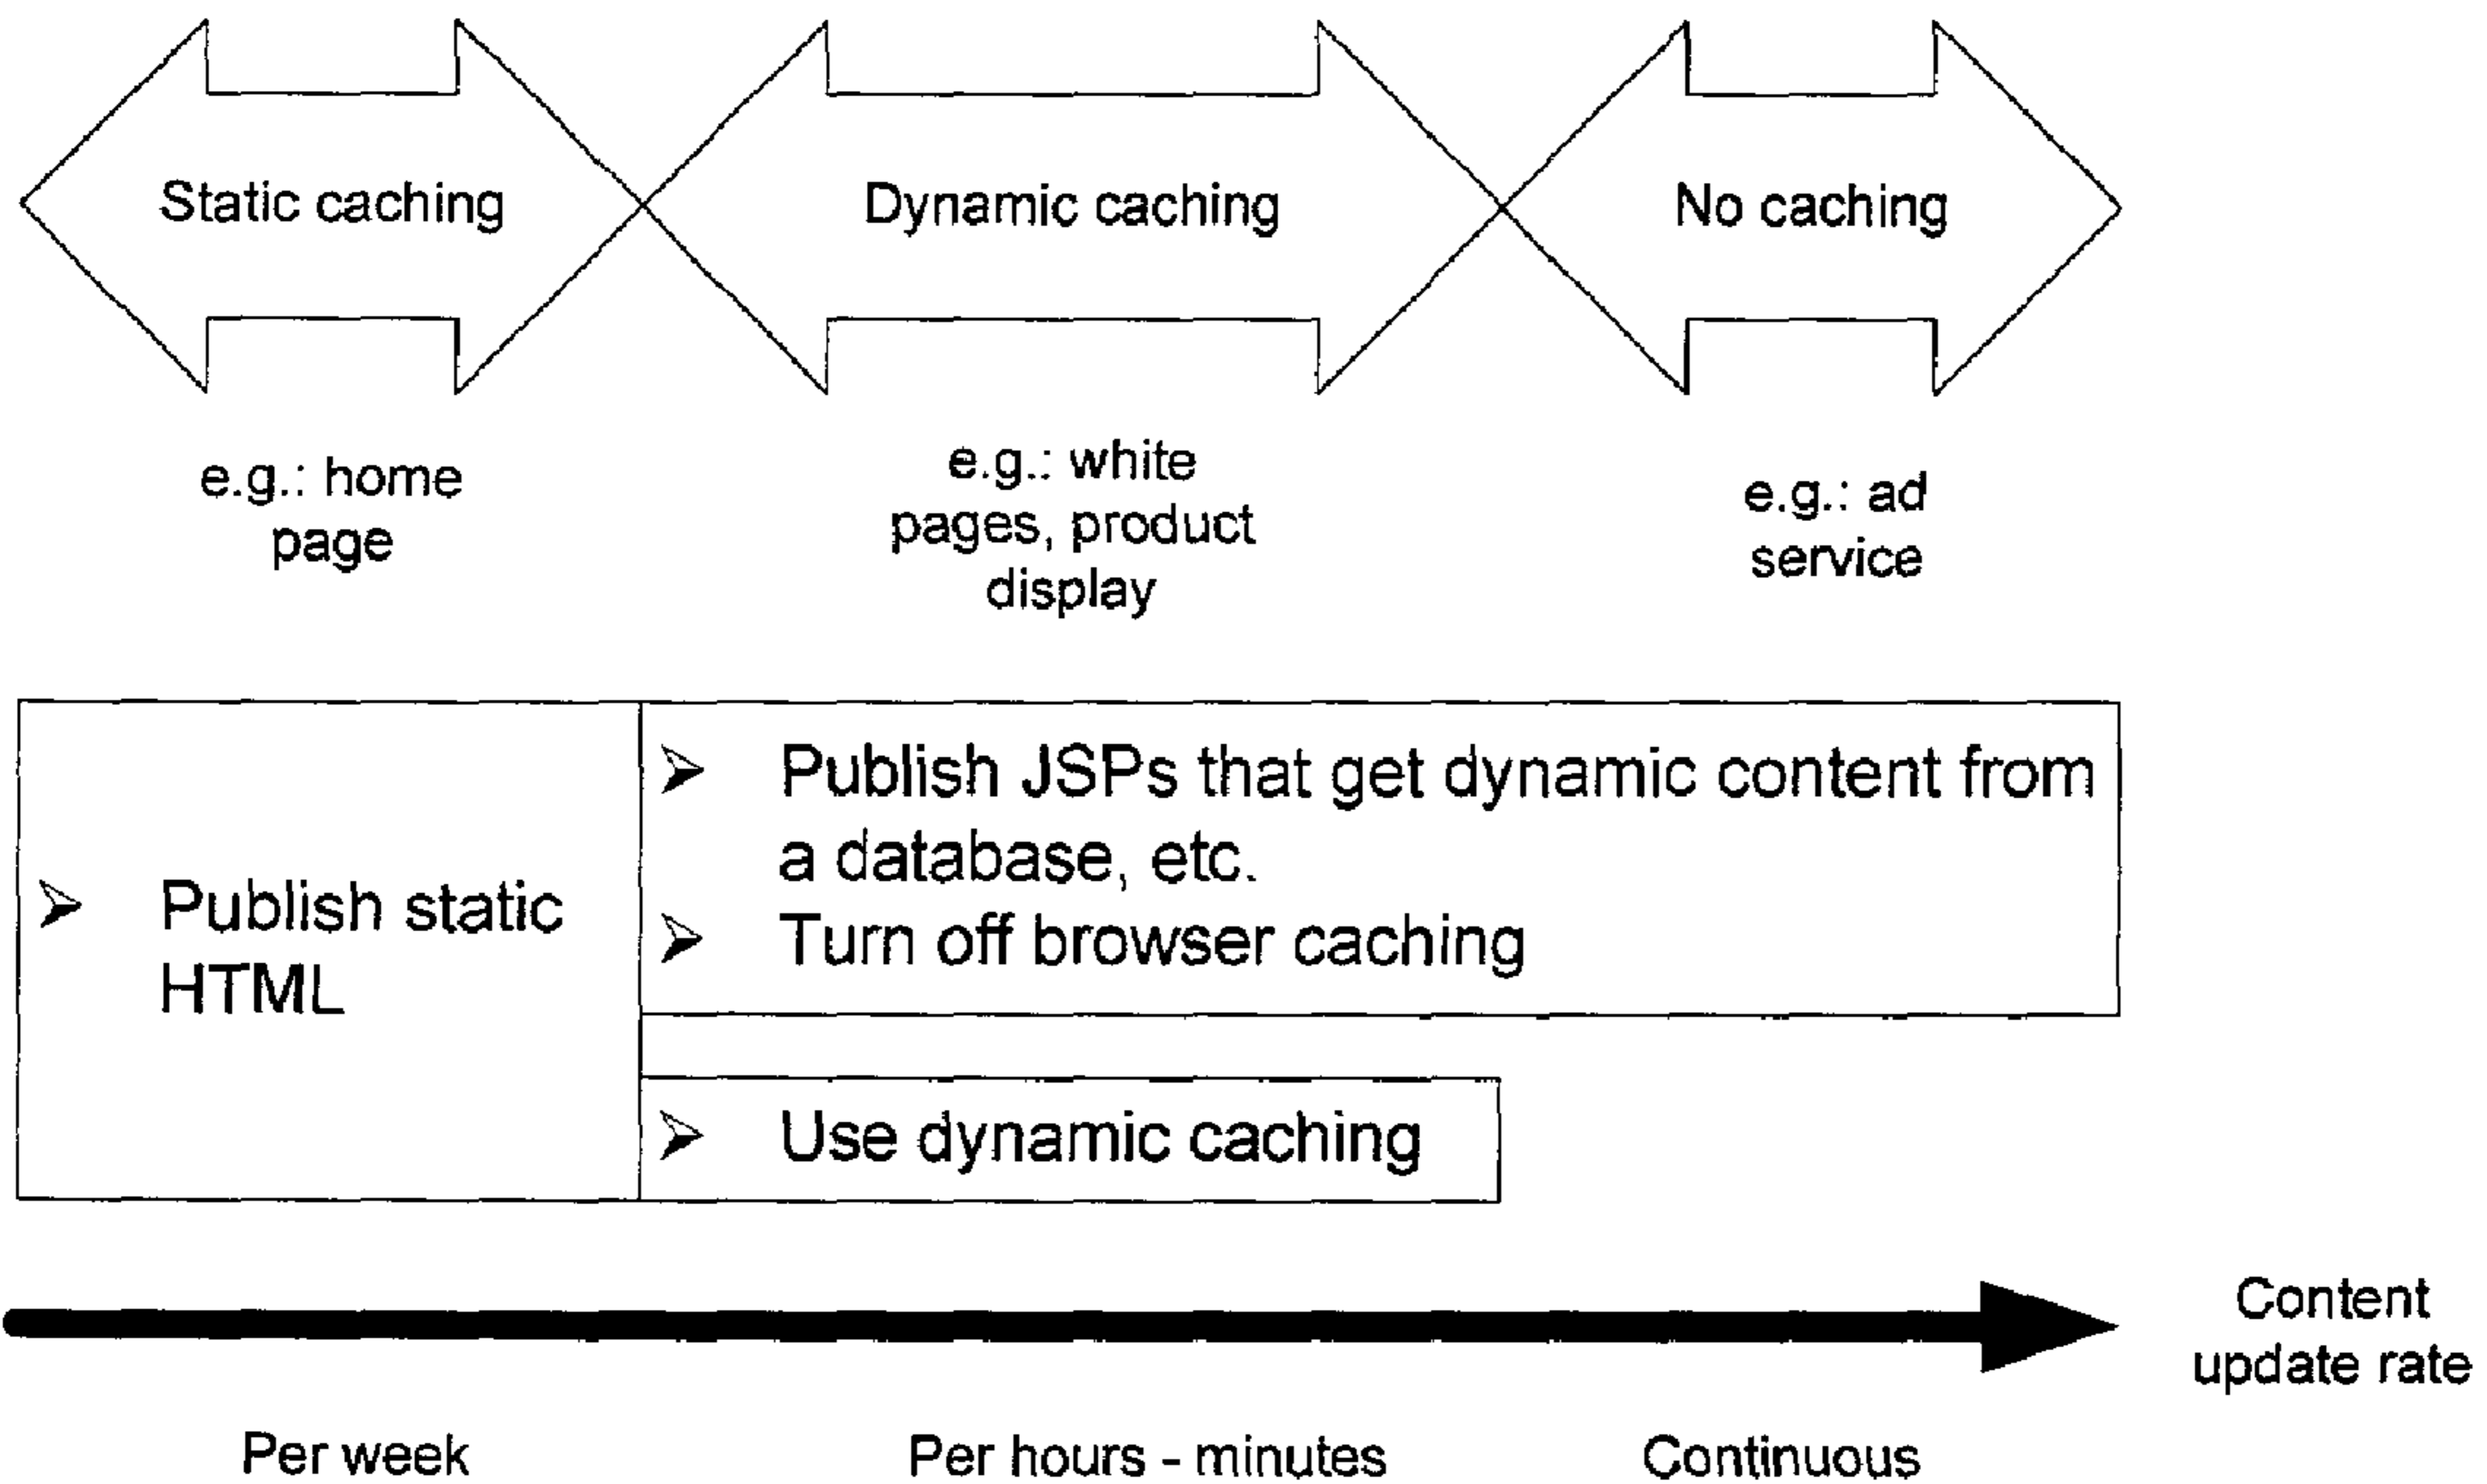 Static caching
Dynamic caching
No caching
e.g.: home
page
e.g.: white
pages, product
display
e.g.: ad
service
➢ Publish static
HTML
➢ Publish JSPs that get dynamic content from
a database, etc.
➢ Turn off browser caching
➢ Use dynamic caching
Content
update rate
Per week
Per hours - minutes
Continuous